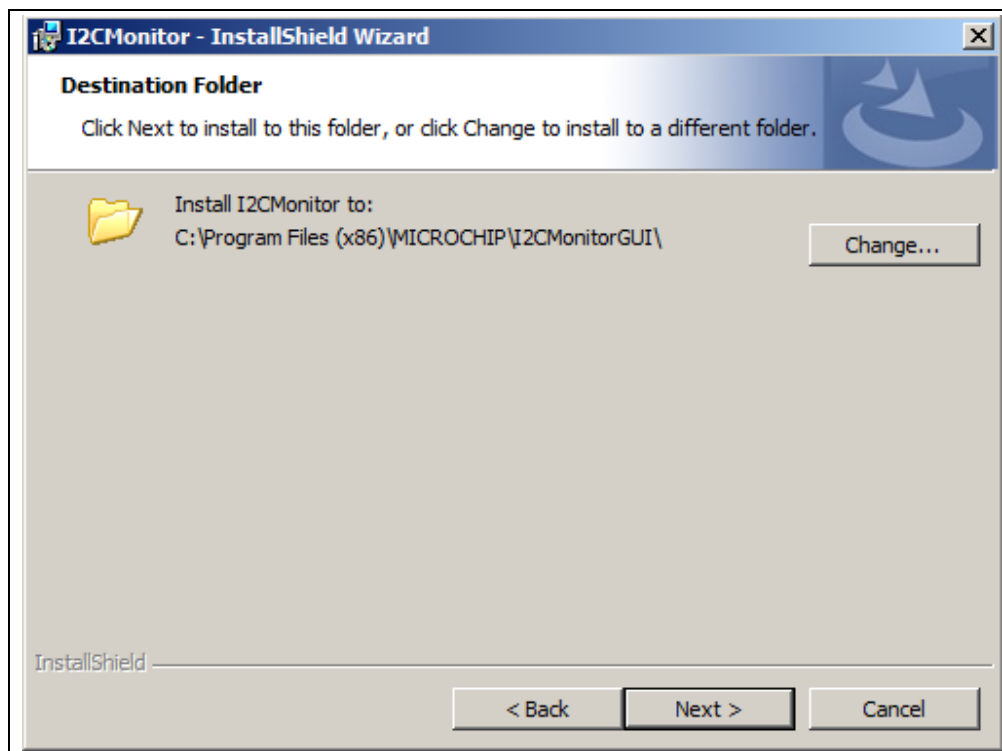 I2CMonitor - InstallShield Wizard
Destination Folder
Click Next to install to this folder, or click Change to install to a different folder.
Install I2CMonitor to:
C:\Program Files (x86)\MICROCHIP\I2CMonitorGUI\
Change...
InstallShield
< Back
Next >
Cancel